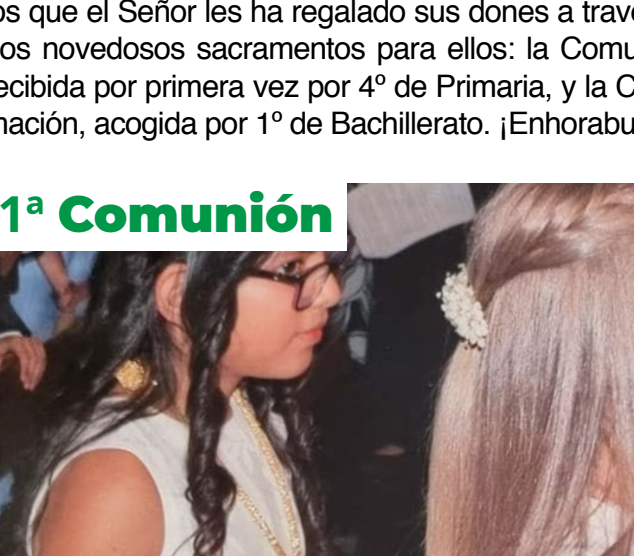 os que el Señor les ha regalado sus dones a trav
os novedosos sacramentos para ellos: la Comu
ecibida por primera vez por 4º de Primaria, y la C
mación, acogida por 1º de Bachillerato. ¡Enhorabu
1ª Comunión